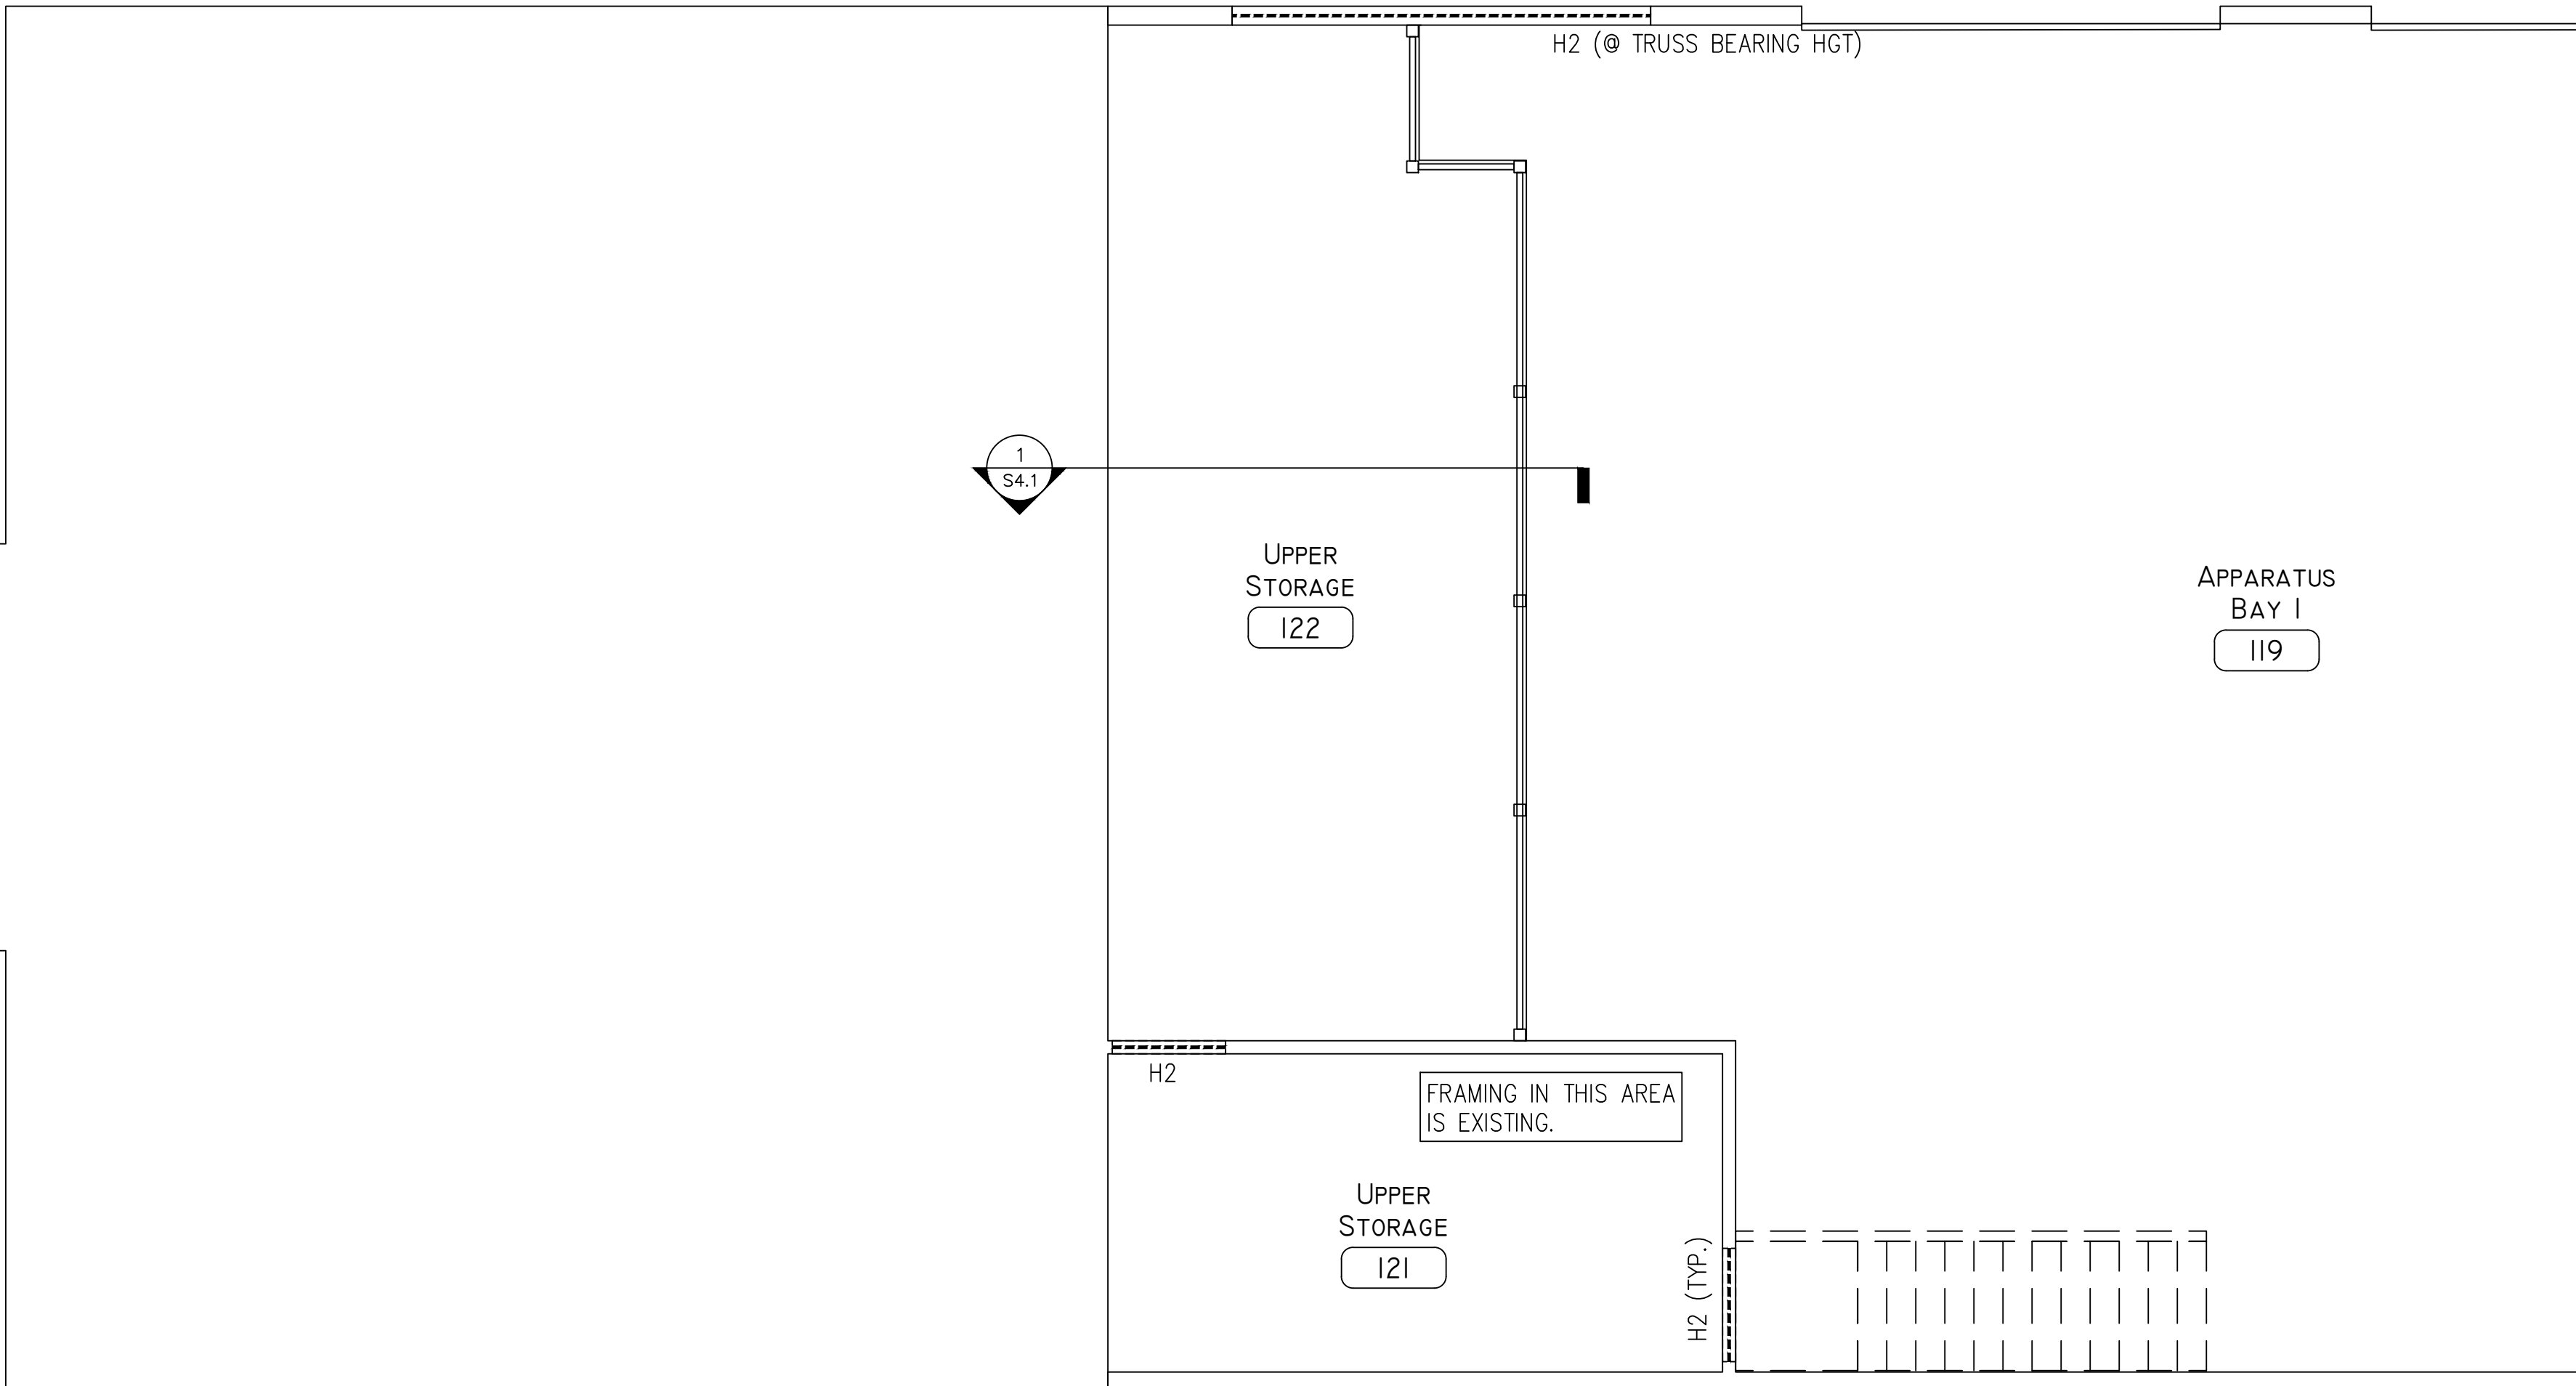 H2 (@ TRUSS BEARING HGT)
1
S4.1
UPPER
STORAGE
122
APPARATUS
BAY 1
119
H2
FRAMING IN THIS AREA
IS EXISTING.
UPPER
STORAGE
121
H2 (TYP.)